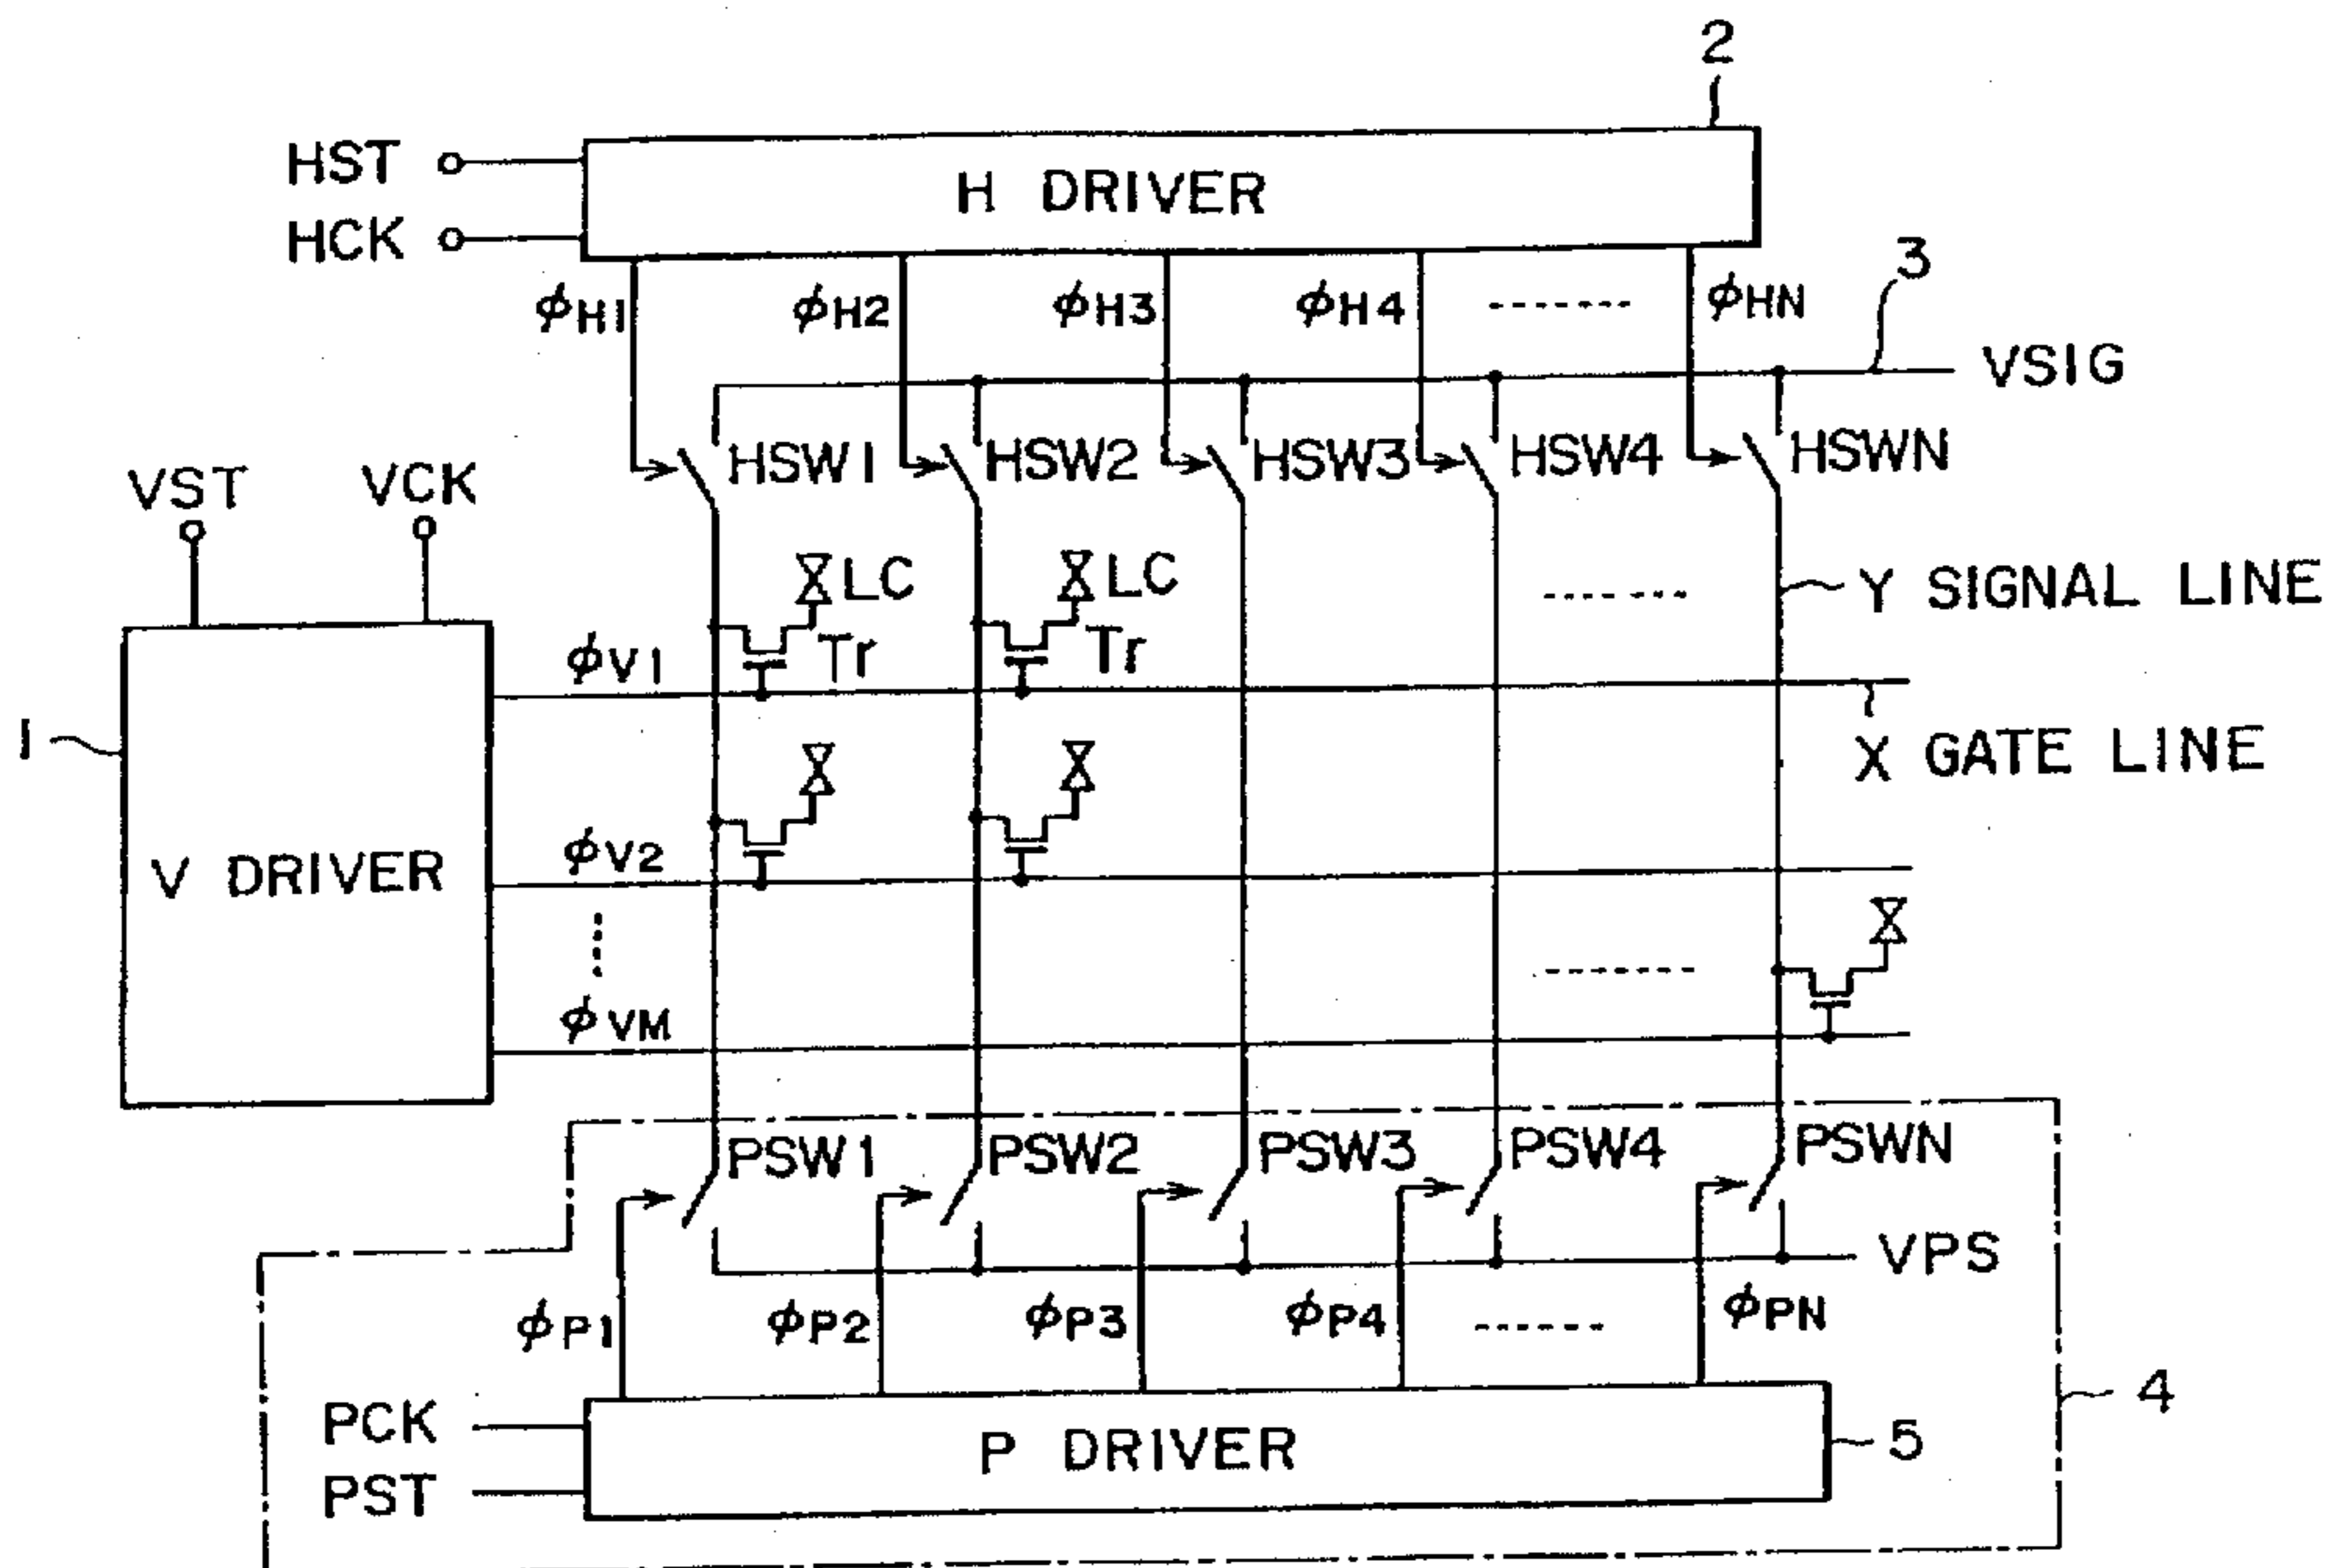 2
HST
H DRIVER
HCK
3
ϕH1
ϕH2
ϕH3
ϕH4
ϕHN
VSIG
HSW1
HSW2
HSW3
HSW4
HSWN
VST
VCK
LC
LC
Y SIGNAL LINE
Tr
Tr
ϕV1
1
X GATE LINE
ϕV2
V DRIVER
ϕVM
PSW1
PSW2
PSW3
PSW4
PSWN
VPS
ϕP1
ϕP2
ϕP3
ϕP4
ϕPN
4
PCK
P DRIVER
5
PST